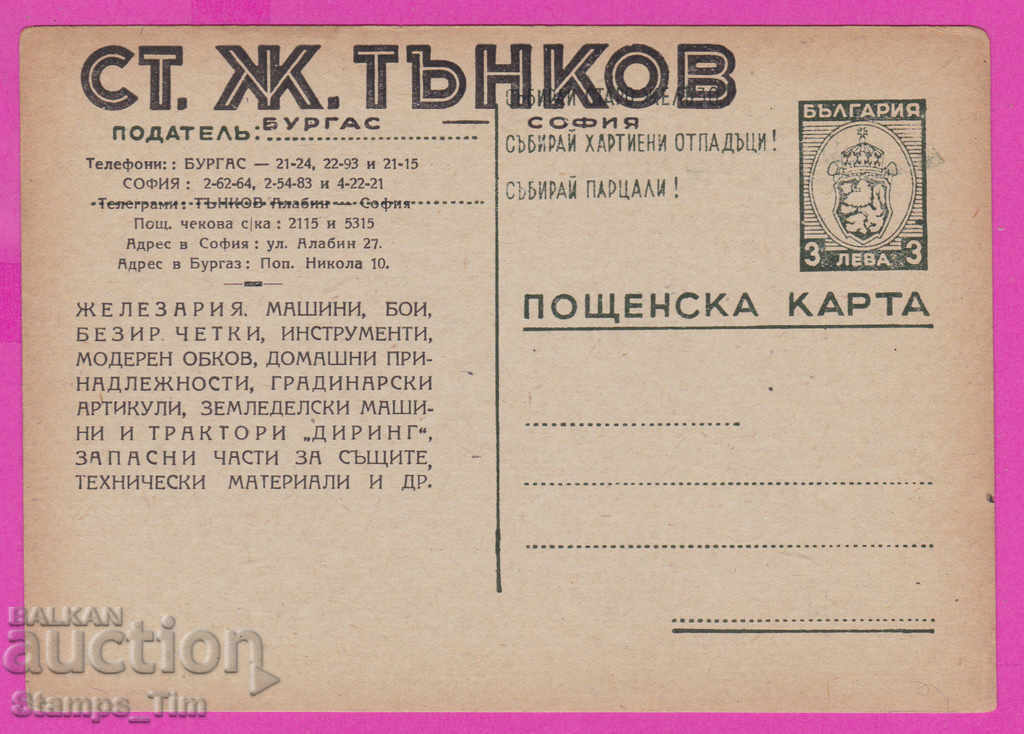 СТ. Ж. ТЪНКОВ
БУРГАС — СОФИЯ
ПОДАТЕЛЬ:
Телефони: : БУРГАС — 21-24, 22-93 и 21-15
СОФИЯ : 2-62-64, 2-54-83 и 4-22-21
Телеграми : ТЪНКОВ Алабин — София
Пощ. чекова с|ка : 2115 и 5315
Адрес в София : ул. Алабин 27.
Адрес в Бургаз : Поп. Никола 10.
ЖЕЛЕЗАРИЯ. МАШИНИ, БОИ,
БЕЗИР. ЧЕТКИ, ИНСТРУМЕНТИ,
МОДЕРЕН ОБКОВ, ДОМАШНИ ПРИ-
НАДЛЕЖНОСТИ, ГРАДИНАРСКИ
АРТИКУЛИ, ЗЕМЛЕДЕЛСКИ МАШИ-
НИ И ТРАКТОРИ „ДИРИНГ“,
ЗАПАСНИ ЧАСТИ ЗА СЪЩИТЕ,
ТЕХНИЧЕСКИ МАТЕРИАЛИ И ДР.
СЪБИРАЙ СТАРО ЖЕЛЯЗО
СЪБИРАЙ ХАРТИЕНИ ОТПАДЪЦИ !
СЪБИРАЙ ПАРЦАЛИ !
БЪЛГАРИЯ
3 ЛЕВА 3
ПОЩЕНСКА КАРТА
BALKAN
auction
Stamps_Tim